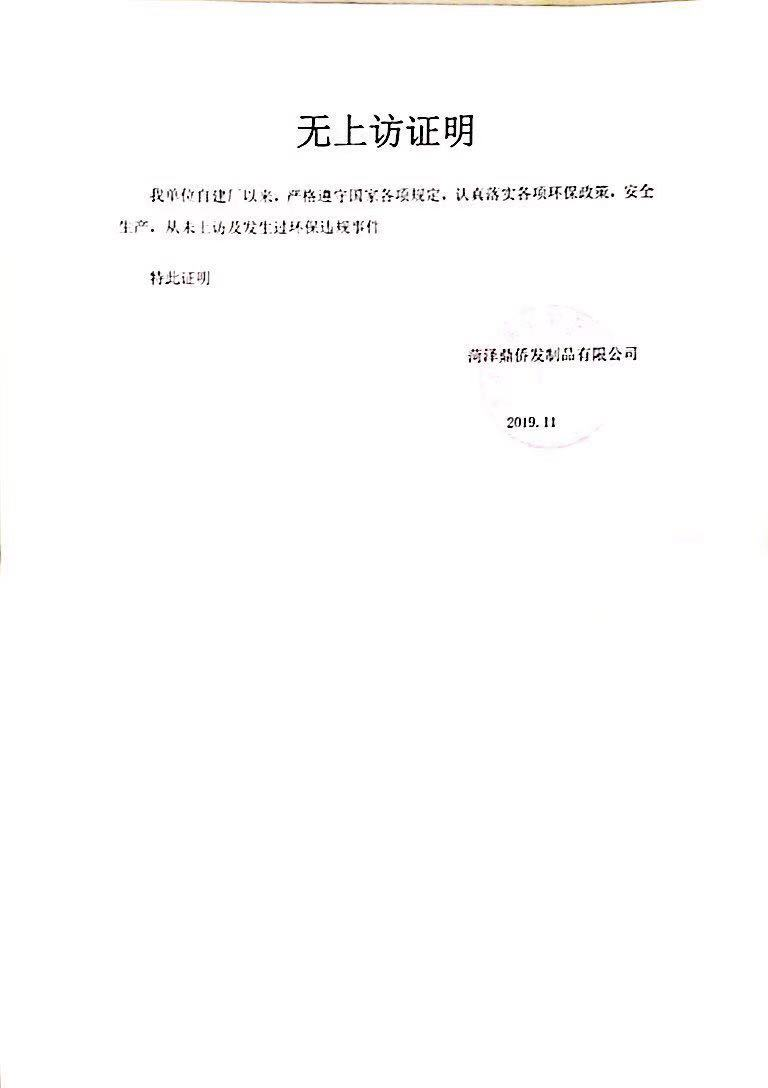 无上访证明
我单位自建厂以来，严格遵守国家各项规定，认真落实各项环保政策，安全
生产，从未上访及发生过环保违规事件
特此证明
菏泽鼎侨发制品有限公司
2019.11